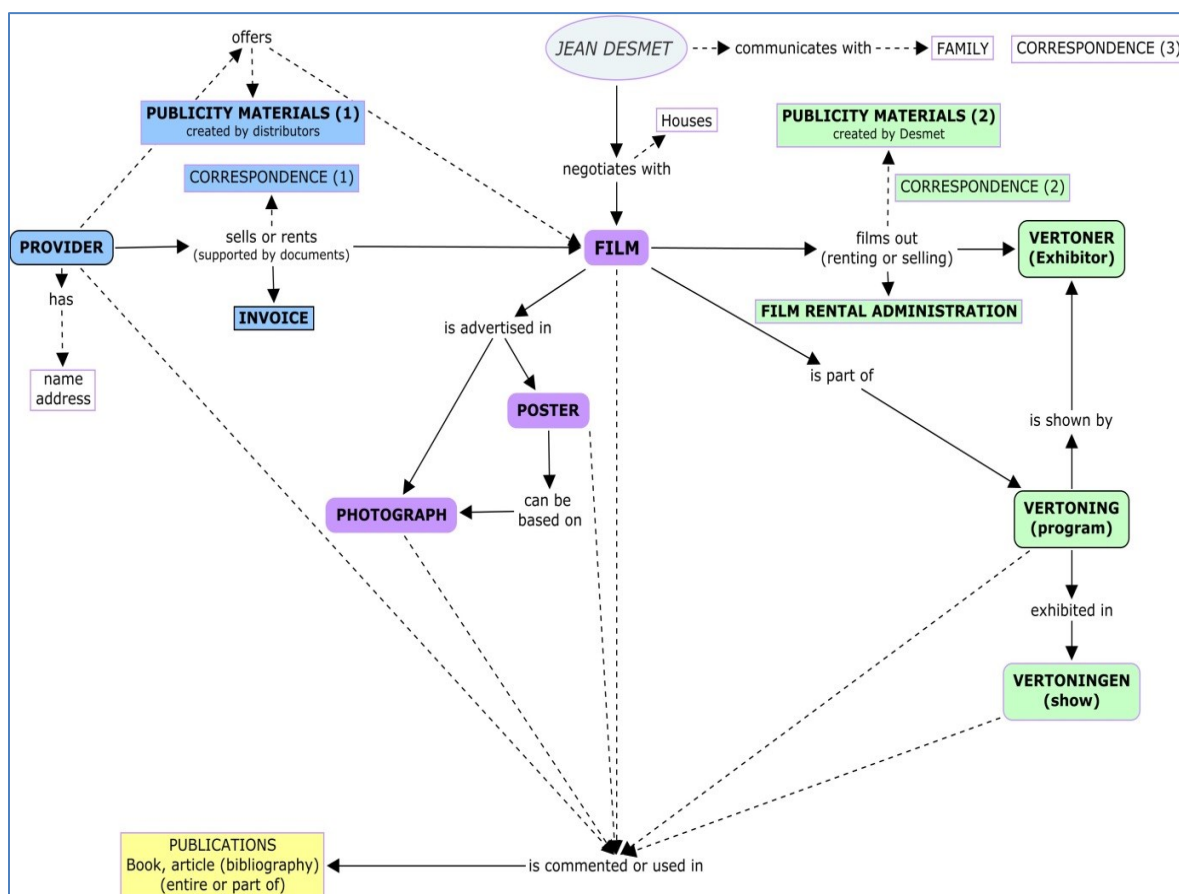 offers
JEAN DESMET
communicates with
FAMILY
CORRESPONDENCE (3)
PUBLICITY MATERIALS (1)
created by distributors
Houses
PUBLICITY MATERIALS (2)
created by Desmet
negotiates with
CORRESPONDENCE (1)
CORRESPONDENCE (2)
PROVIDER
sells or rents
(supported by documents)
FILM
films out
(renting or selling)
VERTONER
(Exhibitor)
has
INVOICE
FILM RENTAL ADMINISTRATION
is advertised in
name
address
is part of
POSTER
is shown by
PHOTOGRAPH
can be
based on
VERTONING
(program)
exhibited in
VERTONINGEN
(show)
PUBLICATIONS
Book, article (bibliography)
(entire or part of)
is commented or used in